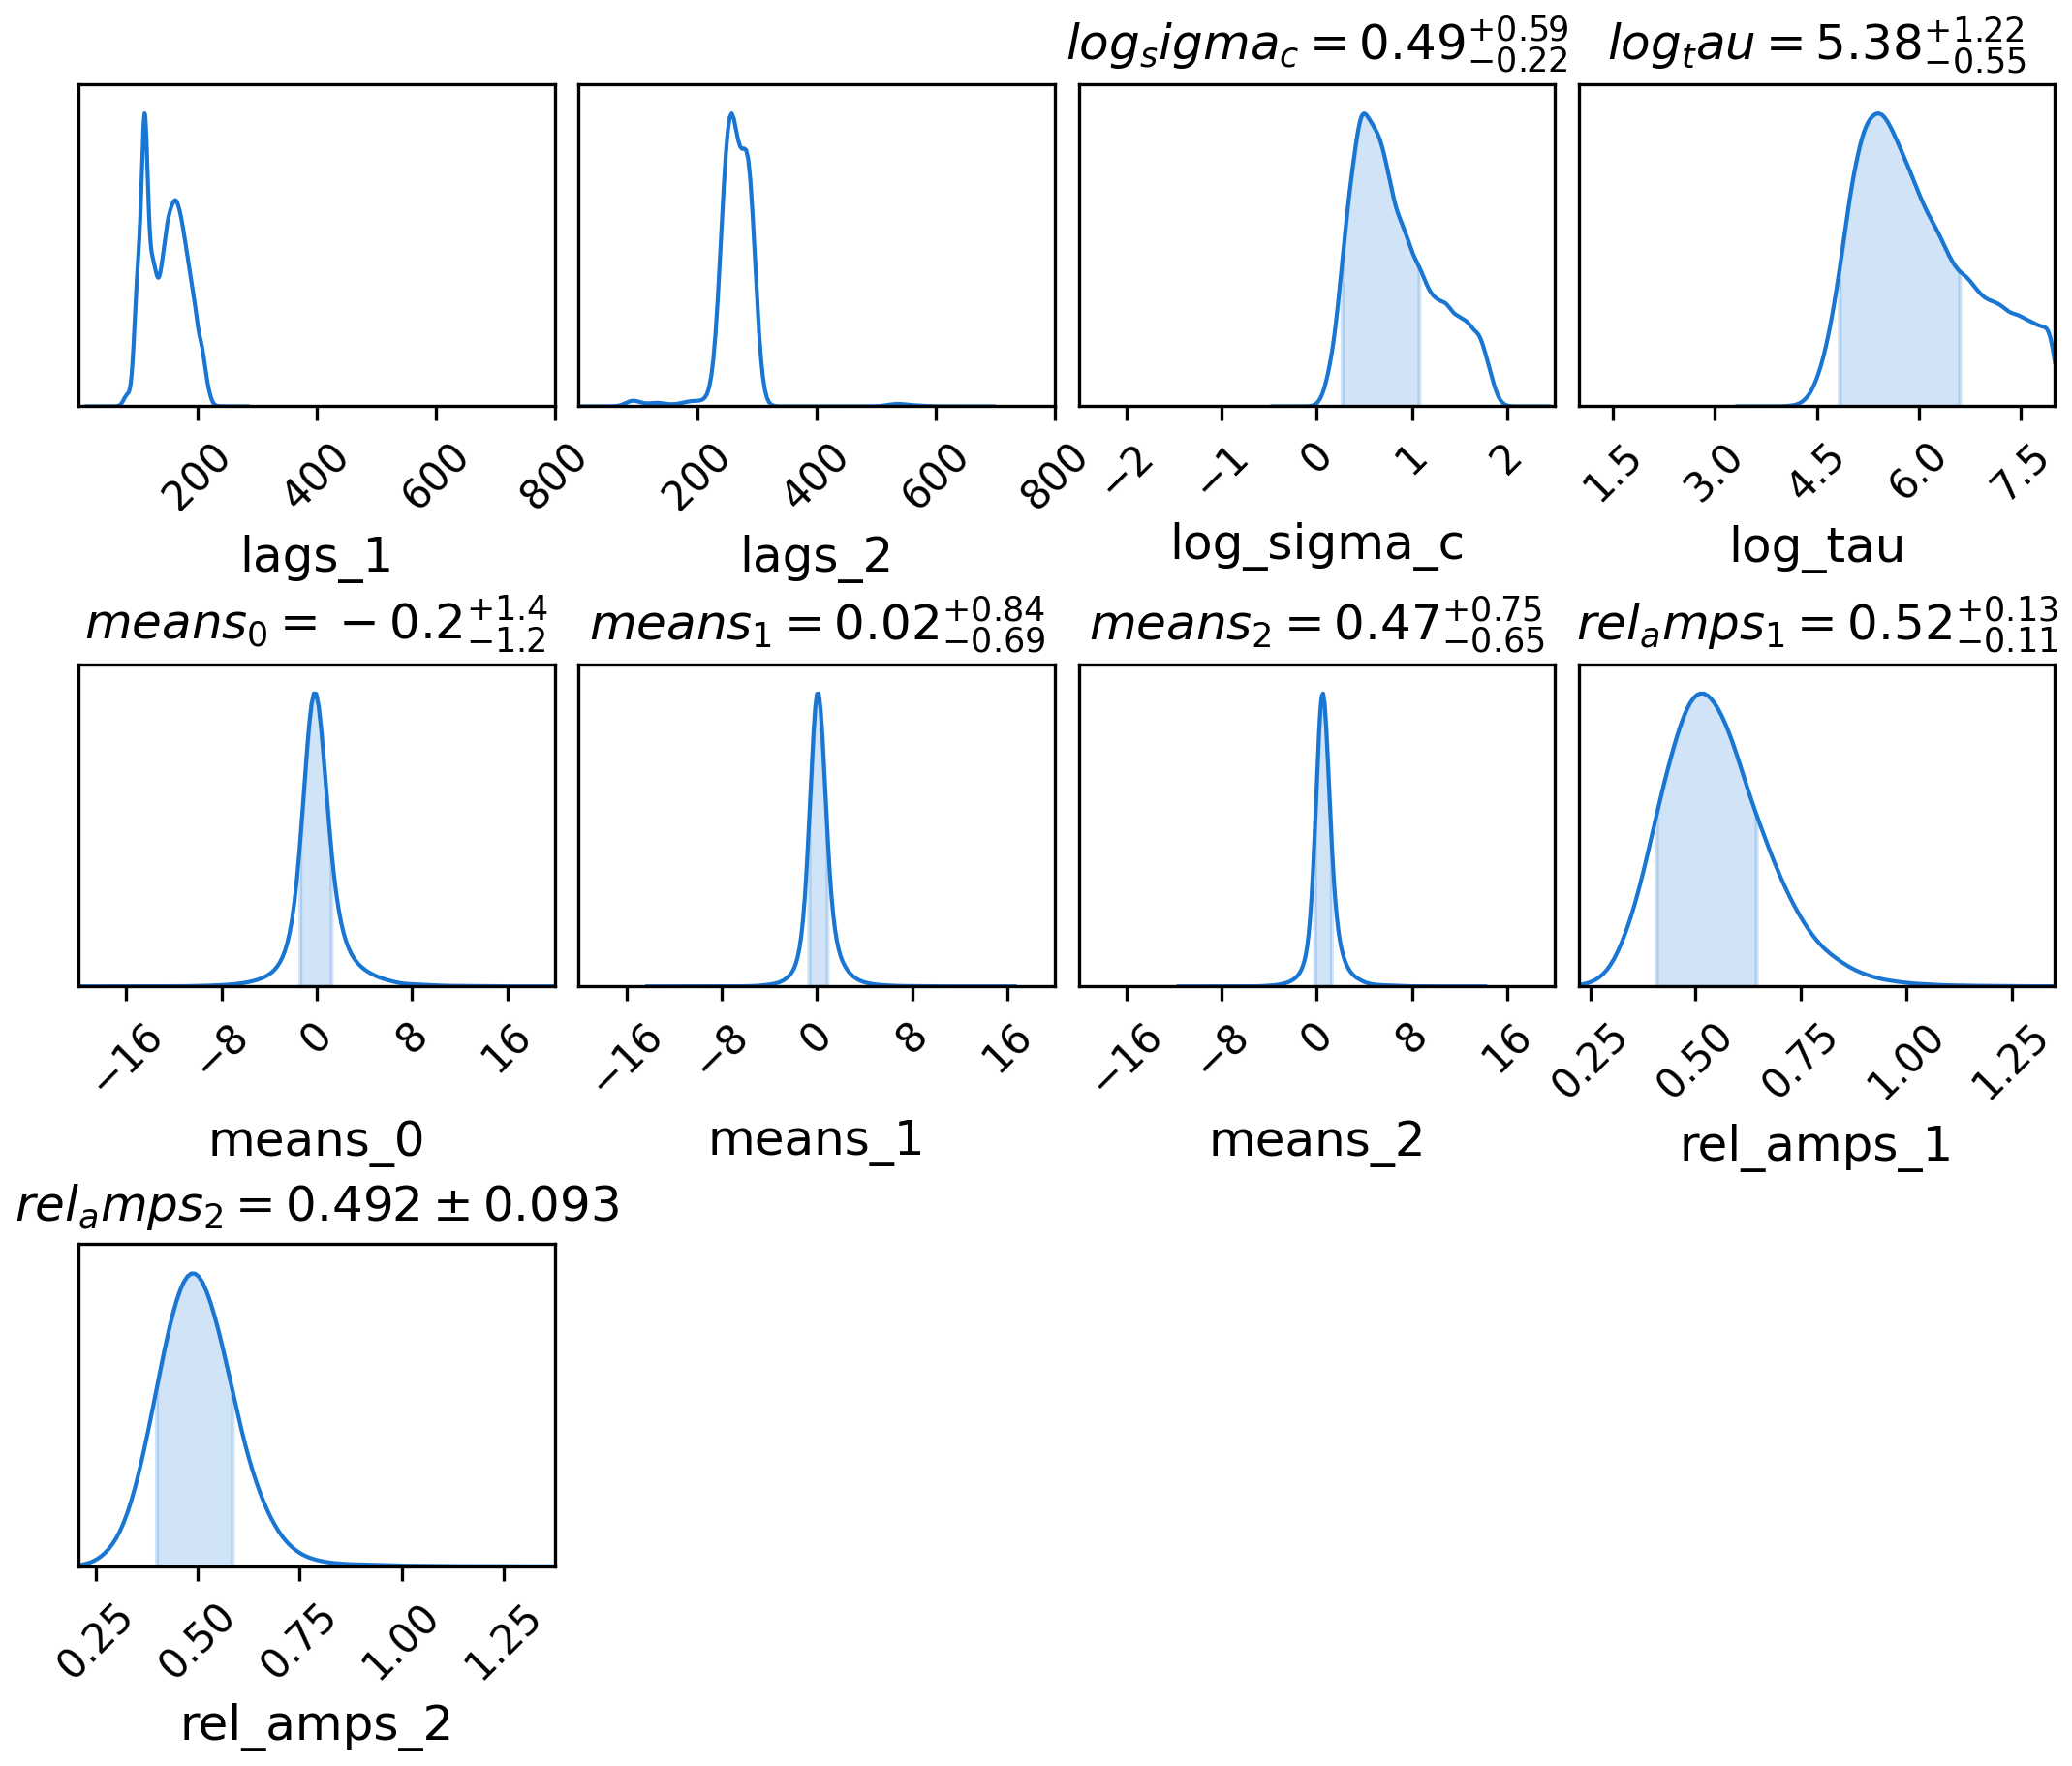 log_sigma_c = 0.49^{+0.59}_{-0.22} log_tau = 5.38^{+1.22}_{-0.55}
200 400 600 800 200 400 600 800 −2 −1 0 1 2 1.5 3.0 4.5 6.0 7.5
lags_1 lags_2 log_sigma_c log_tau
means_0 = −0.2^{+1.4}_{−1.2} means_1 = 0.02^{+0.84}_{−0.69} means_2 = 0.47^{+0.75}_{−0.65} rel_amps_1 = 0.52^{+0.13}_{−0.11}
−16 −8 0 8 16 −16 −8 0 8 16 −16 −8 0 8 16 0.25 0.50 0.75 1.00 1.25
means_0 means_1 means_2 rel_amps_1
rel_amps_2 = 0.492 ± 0.093
0.25 0.50 0.75 1.00 1.25
rel_amps_2